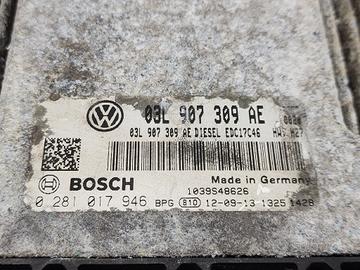 03L 907 309 AE
03L 907 309 AE DIESEL EDC17C46
BOSCH
Made in Germany
1039S48626
0 281 017 946 BPG 810 12-09-13 1325 1428